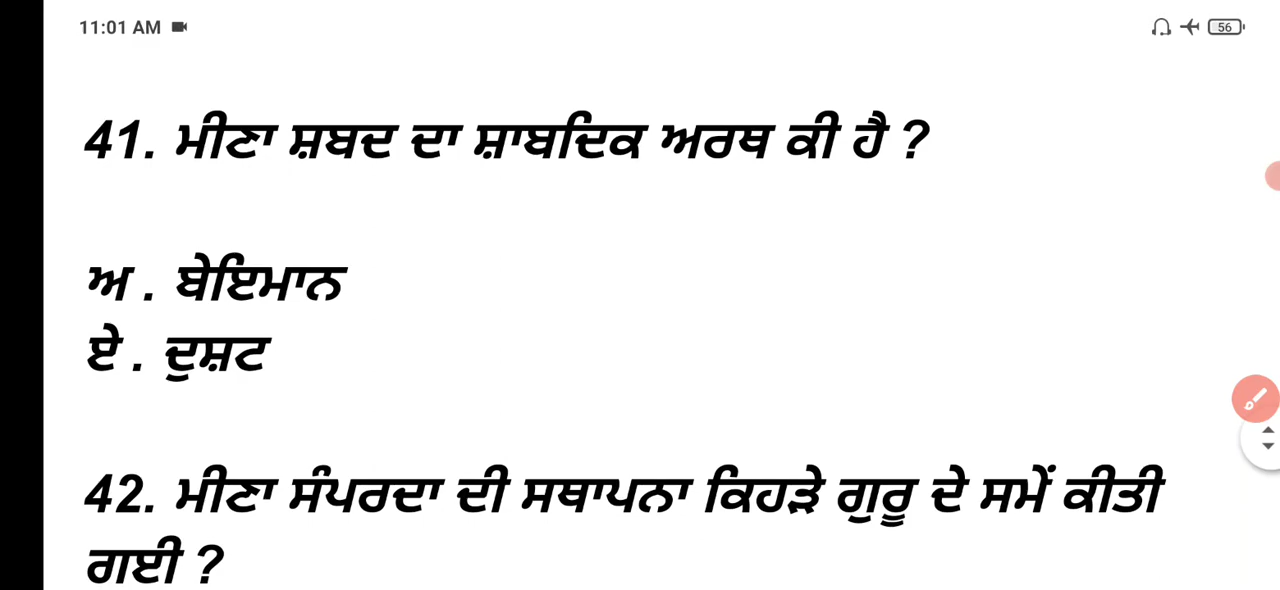 11:01 AM
56
41. ਮੀਣਾ ਸ਼ਬਦ ਦਾ ਸ਼ਾਬਦਿਕ ਅਰਥ ਕੀ ਹੈ ?
ਅ . ਬੇਇਮਾਨ
ਏ . ਦੁਸ਼ਟ
42. ਮੀਣਾ ਸੰਪਰਦਾ ਦੀ ਸਥਾਪਨਾ ਕਿਹੜੇ ਗੁਰੂ ਦੇ ਸਮੇਂ ਕੀਤੀ
ਗਈ ?